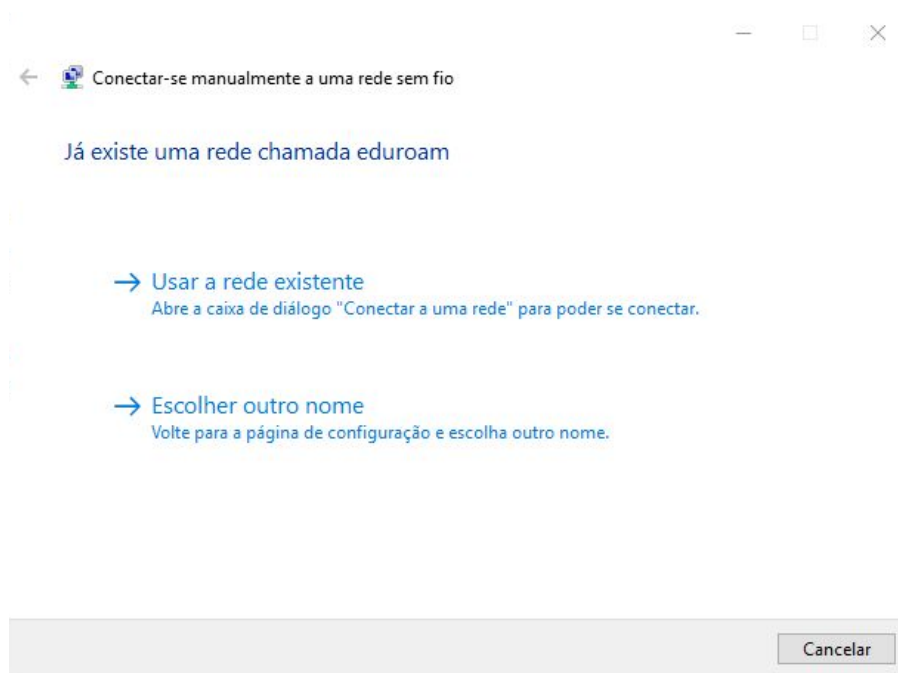 Conectar-se manualmente a uma rede sem fio
Já existe uma rede chamada eduroam
Usar a rede existente
Abre a caixa de diálogo "Conectar a uma rede" para poder se conectar.
Escolher outro nome
Volte para a página de configuração e escolha outro nome.
Cancelar